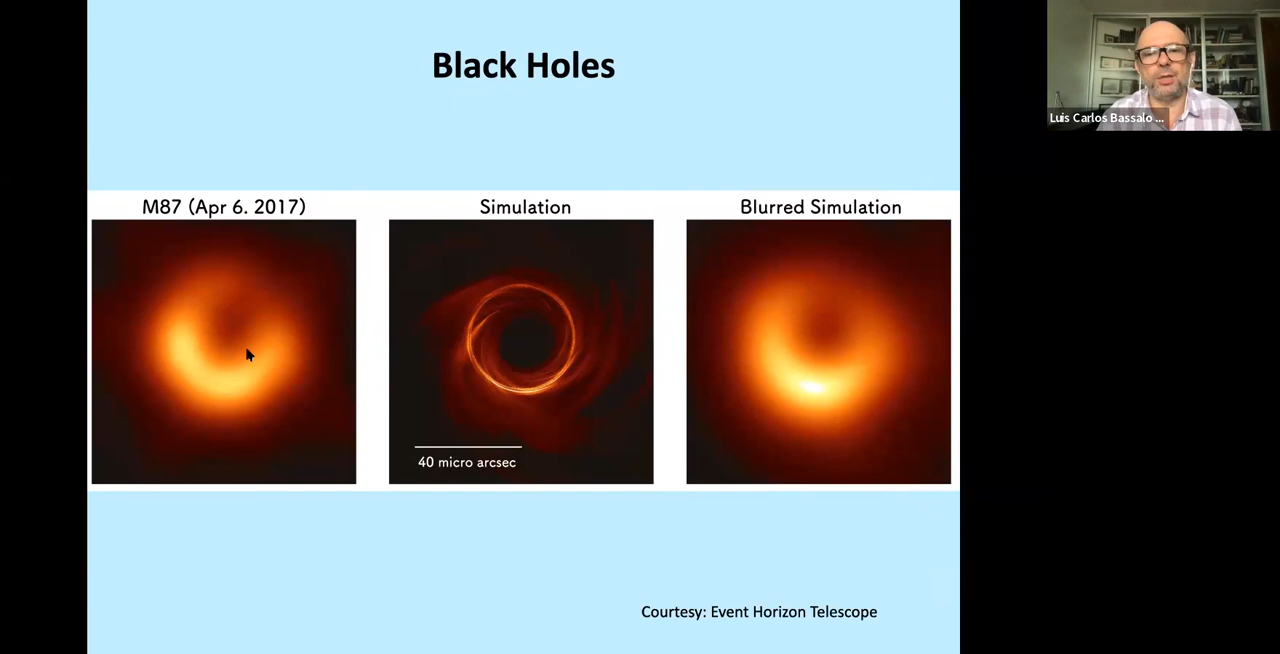 Black Holes
M87 (Apr 6. 2017)
Simulation
Blurred Simulation
40 micro arcsec
Courtesy: Event Horizon Telescope
Luis Carlos Bassalo ...